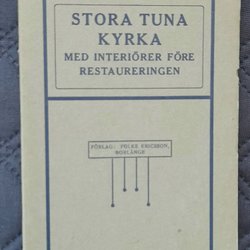 STORA TUNA
KYRKA
MED INTERIÖRER FÖRE
RESTAURERINGEN
FÖRLAG: FOLKE ERICSSON,
BORLÄNGE